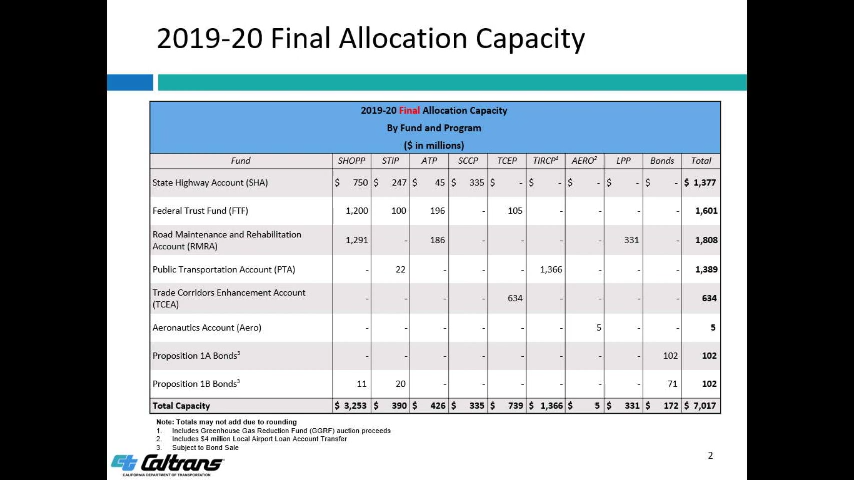 2019-20 Final Allocation Capacity
2019-20 Final Allocation Capacity
By Fund and Program
($ in millions)
Fund SHOPP STIP ATP SCCP TCEP TIRCP1 AERO2 LPP Bonds Total
State Highway Account (SHA) $ 750 $ 247 $ 45 $ 335 $ - $ - $ - $ - $ - $ 1,377
Federal Trust Fund (FTF) 1,200 100 196 - 105 - - - - 1,601
Road Maintenance and Rehabilitation
Account (RMRA) 1,291 - 186 - - - - 331 - 1,808
Public Transportation Account (PTA) - 22 - - - 1,366 - - - 1,389
Trade Corridors Enhancement Account
(TCEA) - - - - 634 - - - - 634
Aeronautics Account (Aero) - - - - - - 5 - - 5
Proposition 1A Bonds3 - - - - - - - - 102 102
Proposition 1B Bonds3 11 20 - - - - - - 71 102
Total Capacity $ 3,253 $ 390 $ 426 $ 335 $ 739 $ 1,366 $ 5 $ 331 $ 172 $ 7,017
Note: Totals may not add due to rounding
1. Includes Greenhouse Gas Reduction Fund (GGRF) auction proceeds
2. Includes $4 million Local Airport Loan Account Transfer
3. Subject to Bond Sale
2
ct Caltrans
CALIFORNIA DEPARTMENT OF TRANSPORTATION